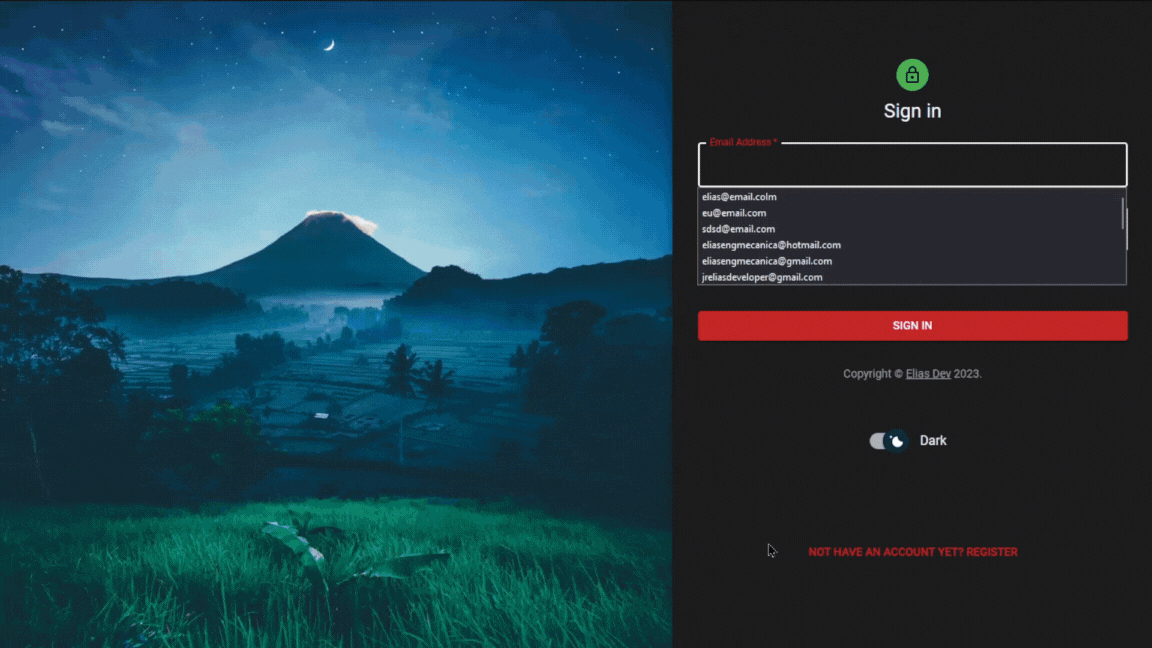 Sign in
Email Address *
elias@email.colm
eu@email.com
sdsd@email.com
eliasengmecanica@hotmail.com
eliasengmecanica@gmail.com
jreliasdeveloper@gmail.com
SIGN IN
Copyright © Elias Dev 2023.
Dark
NOT HAVE AN ACCOUNT YET? REGISTER